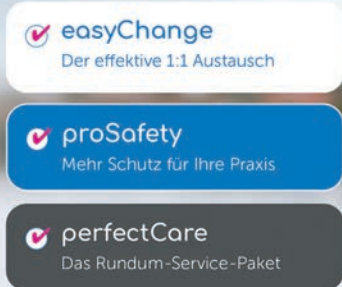 easyChange
Der effektive 1:1 Austausch
proSafety
Mehr Schutz für Ihre Praxis
perfectCare
Das Rundum-Service-Paket